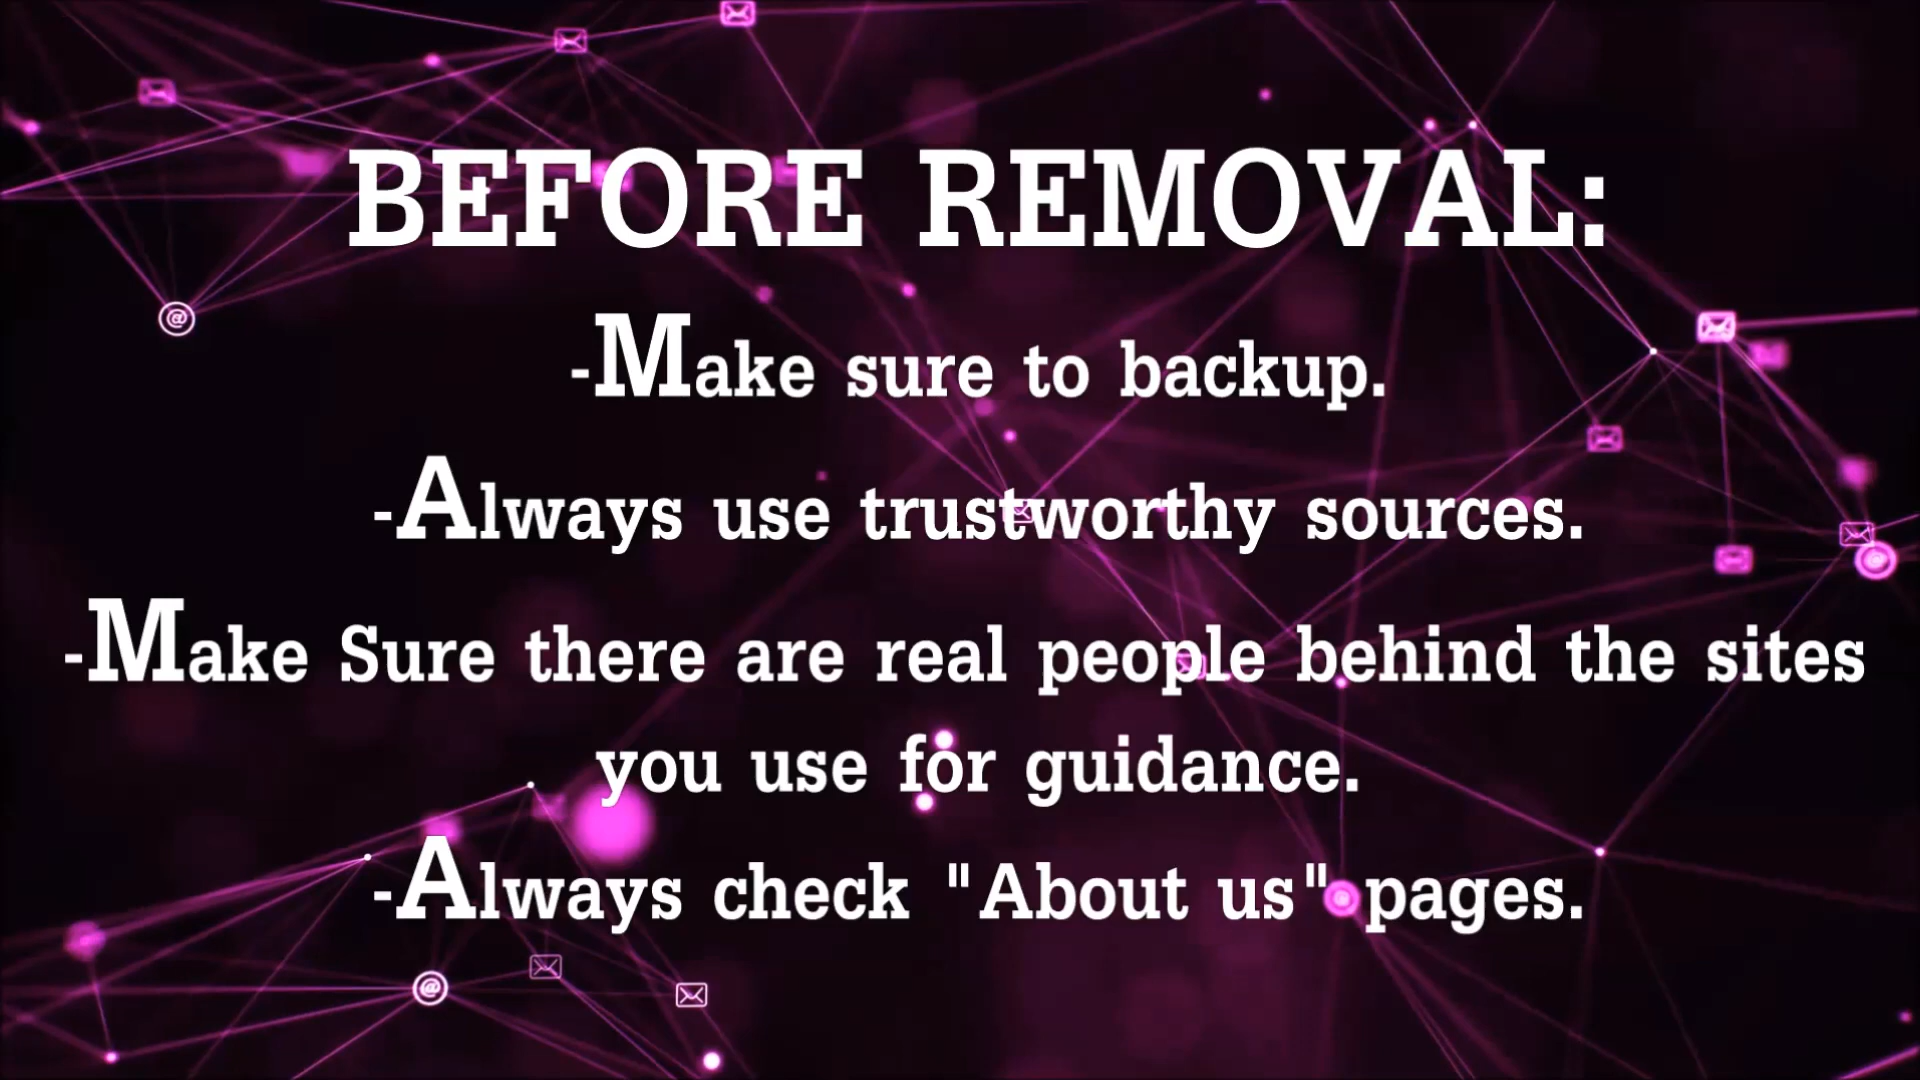 BEFORE REMOVAL:
-Make sure to backup.
-Always use trustworthy sources.
-Make Sure there are real people behind the sites
you use for guidance.
-Always check "About us" pages.